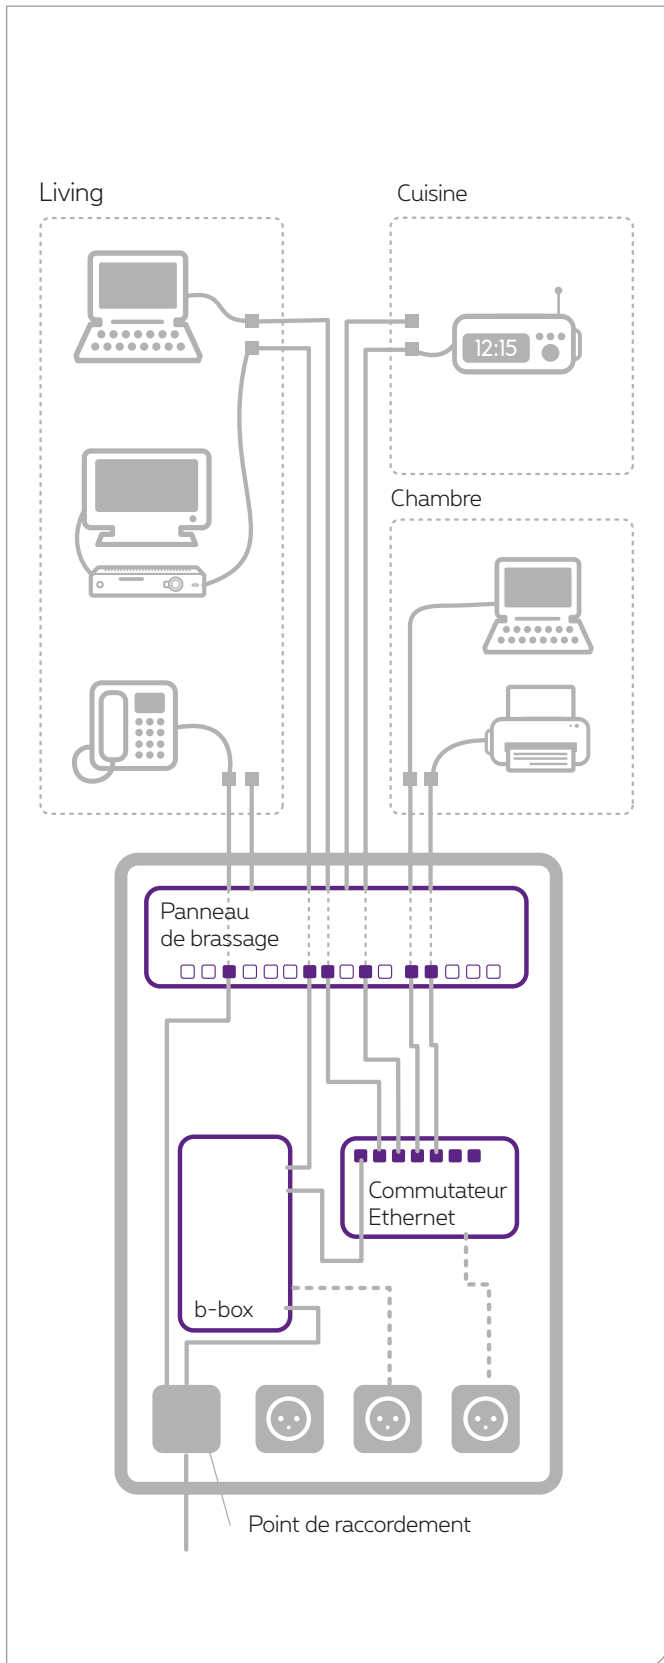 Living
Cuisine
12:15
Chambre
Panneau
de brassage
Commutateur
Ethernet
b-box
Point de raccordement